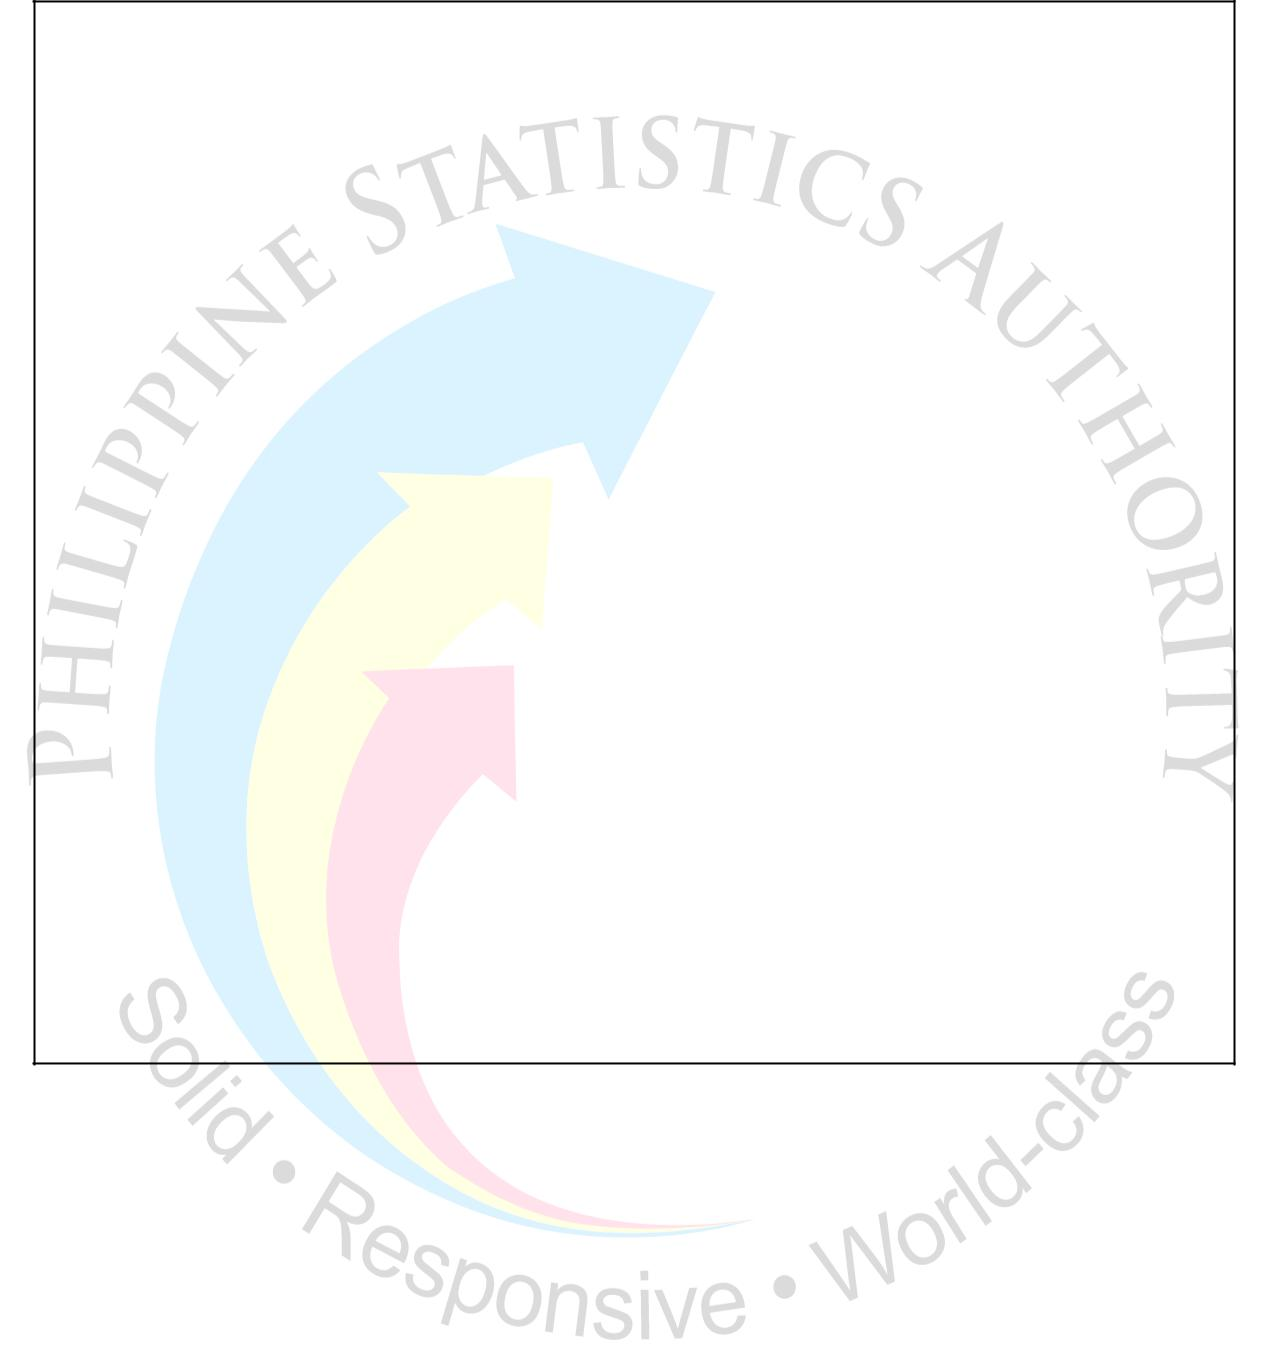 PHILIPPINE STATISTICS AUTHORITY
Solid • Responsive • World-class